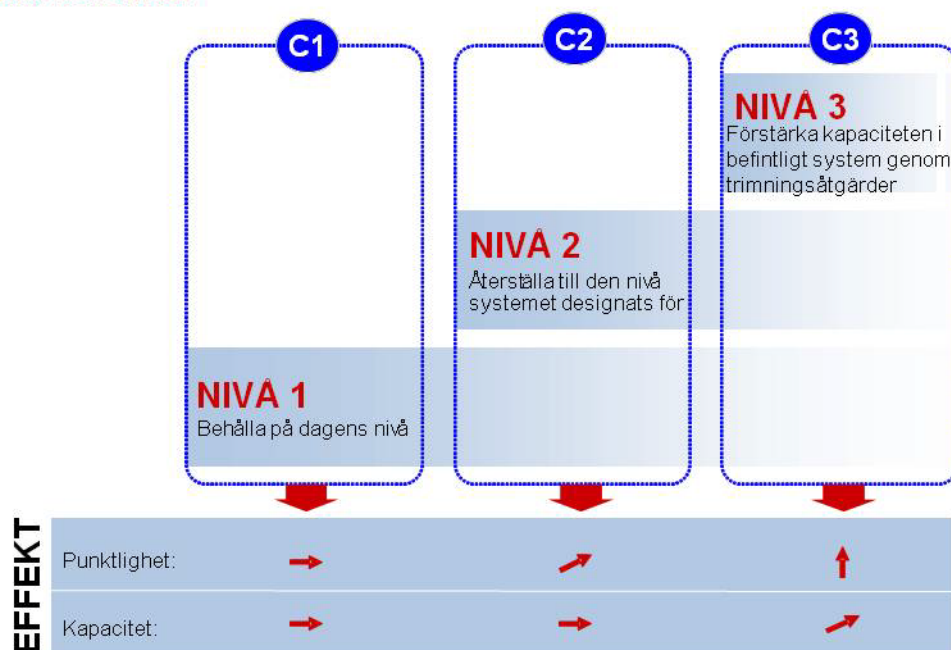 C1
C2
C3
NIVÅ 3
Förstärka kapaciteten i
befintligt system genom
trimningsåtgärder
NIVÅ 2
Återställa till den nivå
systemet designats för
NIVÅ 1
Behålla på dagens nivå
EFFEKT
Punktlighet:
Kapacitet: